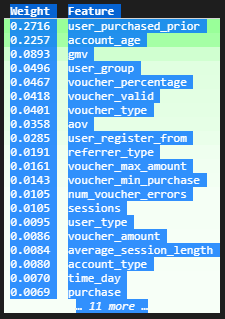 Weight Feature
0.2716 user_purchased_prior
0.2257 account_age
0.0893 gmv
0.0496 user_group
0.0467 voucher_percentage
0.0418 voucher_valid
0.0401 voucher_type
0.0358 aov
0.0285 user_register_from
0.0191 referrer_type
0.0161 voucher_max_amount
0.0143 voucher_min_purchase
0.0105 num_voucher_errors
0.0105 sessions
0.0095 user_type
0.0086 voucher_amount
0.0084 average_session_length
0.0080 account_type
0.0070 time_day
0.0069 purchase
… 11 more …